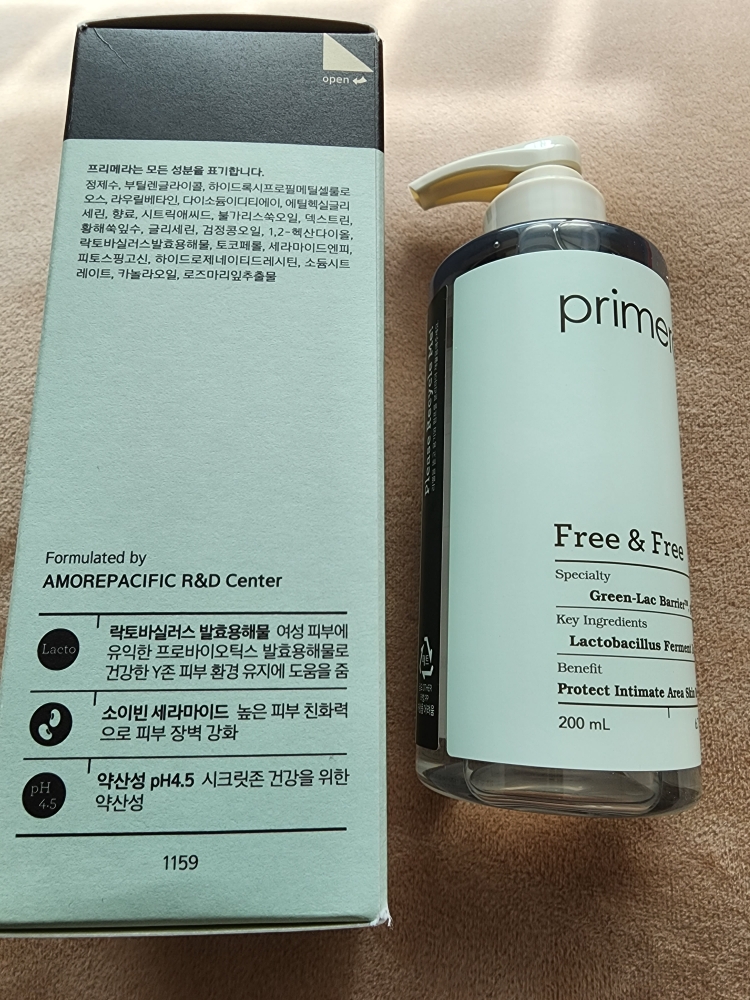 open
프리메라는 모든 성분을 표기합니다.
정제수, 부틸렌글라이콜, 하이드록시프로필메틸셀룰로
오스, 라우릴베타인, 다이소듐이디티에이, 에틸헥실글리
세린, 향료, 시트릭애씨드, 불가리스쑥오일, 덱스트린,
황해쑥잎수, 글리세린, 검정콩오일, 1,2-헥산다이올,
락토바실러스발효용해물, 토코페롤, 세라마이드엔피,
피토스핑고신, 하이드로제네이티드레시틴, 소듐시트
레이트, 카놀라오일, 로즈마리잎추출물
Formulated by
AMOREPACIFIC R&D Center
Lacto
락토바실러스 발효용해물 여성 피부에
유익한 프로바이오틱스 발효용해물로
건강한 Y존 피부 환경 유지에 도움을 줌
소이빈 세라마이드 높은 피부 친화력
으로 피부 장벽 강화
pH
4.5
약산성 pH4.5 시크릿존 건강을 위한
약산성
1159
Please Recycle Me!
prime
Free & Free
Specialty
Green-Lac Barrier™
Key Ingredients
Lactobacillus Ferment
Benefit
Protect Intimate Area Skin
200 mL